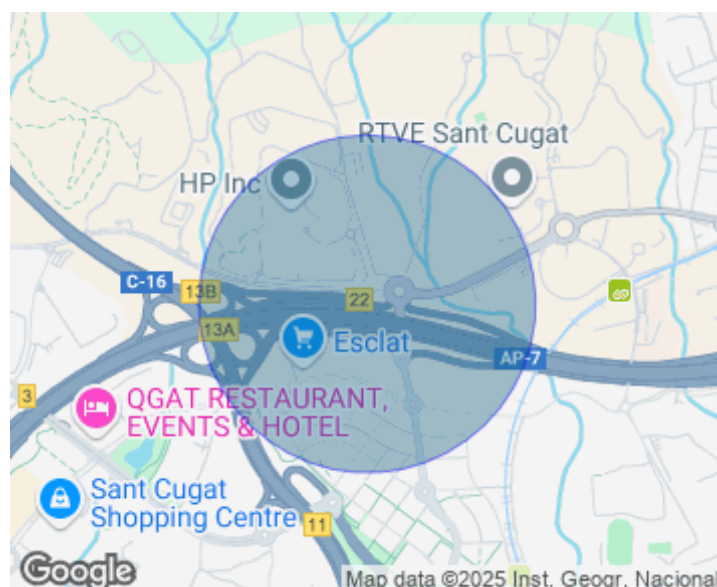 RTVE Sant Cugat
HP Inc
C-16
13B
22
13A
Esclat
AP-7
3
QGAT RESTAURANT,
EVENTS & HOTEL
Sant Cugat
Shopping Centre
11
Google
Map data ©2025 Inst. Geogr. Nacional